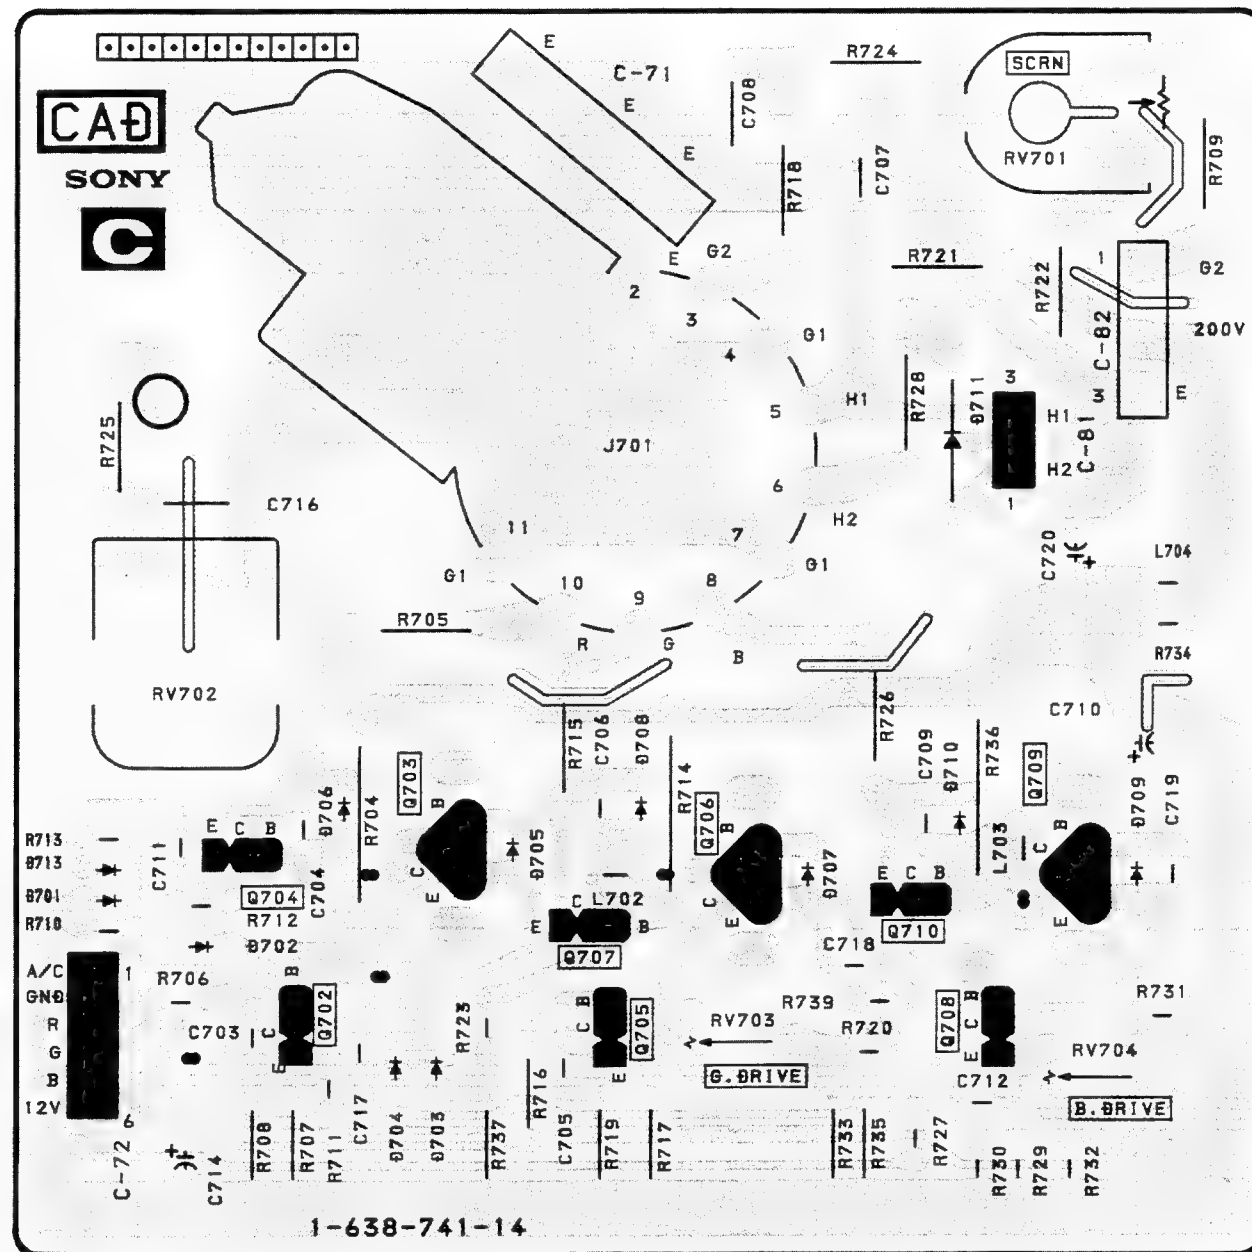 E
C-71
R724
SCRN
CAD
E
C708
SONY
E
R718
C707
RV701
R709
C
E
G2
R721
R722
1
G2
2
3
4
G1
C-82
200V
R725
J701
5
H1
R728
D711
3
3
E
H1
C-81
H2
6
1
C716
11
7
H2
C720
+
L704
G1
10
9
8
G1
R705
R
G
B
R734
RV702
R715
C706
D708
R726
C710
R714
C709
D710
R736
Q709
+
D709
C719
Q703
B
D706
R704
Q706
B
L703
B
R713
E
C
B
D705
C
D713
C711
C704
C
D707
E
C
B
D701
Q704
E
L702
C
E
E
R710
R712
C
E
B
Q710
D702
Q707
C718
A/C
1
R706
B
GND
Q702
R723
B
C
Q705
RV703
R739
R720
Q708
B
C
E
R731
R
C703
C
G
E
E
G.DRIVE
C712
RV704
B
B.DRIVE
12V
6
R716
C-72
+
C714
R708
R707
R711
C717
D704
D703
R737
C705
R719
R717
R733
R735
R727
R730
R729
R732
1-638-741-14